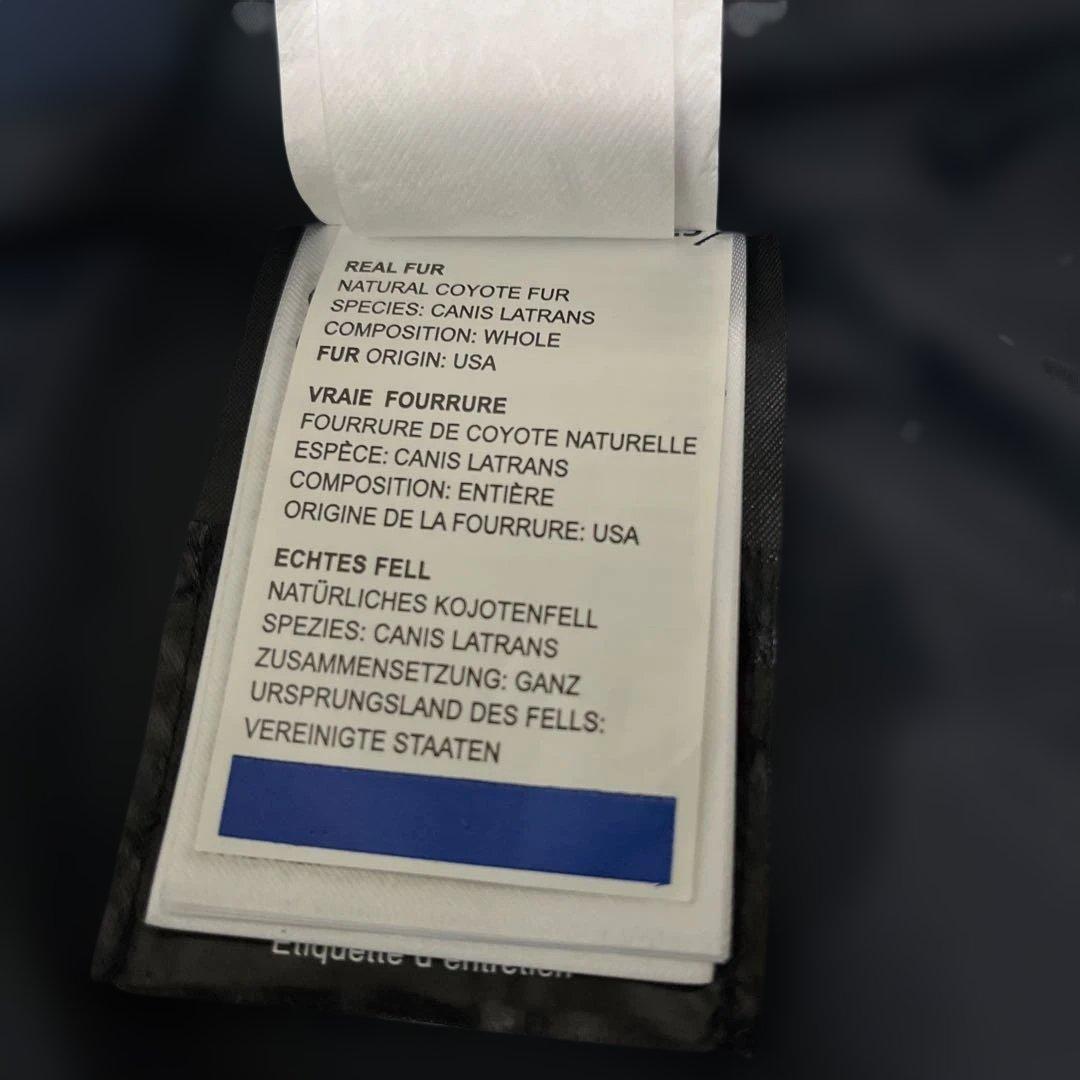 REAL FUR
NATURAL COYOTE FUR
SPECIES: CANIS LATRANS
COMPOSITION: WHOLE
FUR ORIGIN: USA
VRAIE FOURRURE
FOURRURE DE COYOTE NATURELLE
ESPÈCE: CANIS LATRANS
COMPOSITION: ENTIÈRE
ORIGINE DE LA FOURRURE: USA
ECHTES FELL
NATÜRLICHES KOJOTENFELL
SPEZIES: CANIS LATRANS
ZUSAMMENSETZUNG: GANZ
URSPRUNGSLAND DES FELLS:
VEREINIGTE STAATEN
Étiquette d'entretien